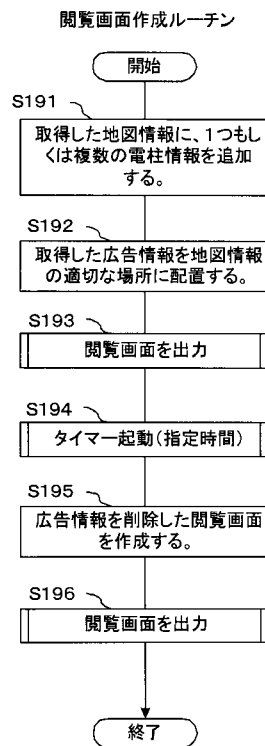 閲覧画面作成ルーチン
開始
S191
取得した地図情報に、1つもし
くは複数の電柱情報を追加
する。
S192
取得した広告情報を地図情報
の適切な場所に配置する。
S193
閲覧画面を出力
S194
タイマー起動(指定時間)
S195
広告情報を削除した閲覧画面
を作成する。
S196
閲覧画面を出力
終了